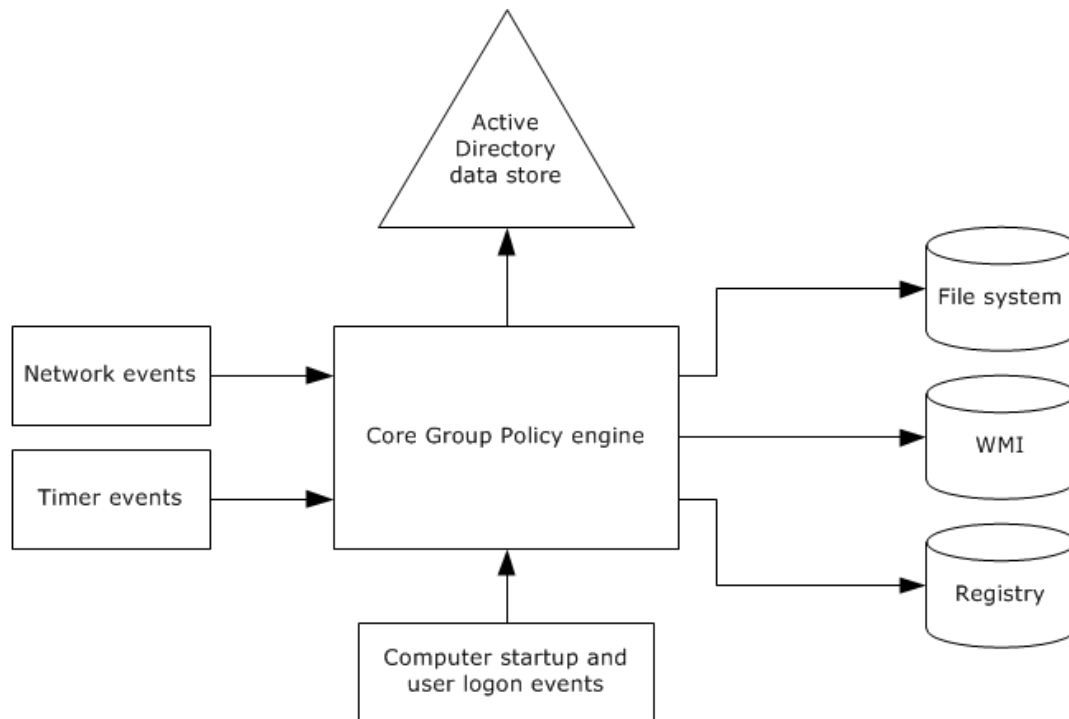 Active
Directory
data store
File system
Network events
Core Group Policy engine
WMI
Timer events
Registry
Computer startup and
user logon events